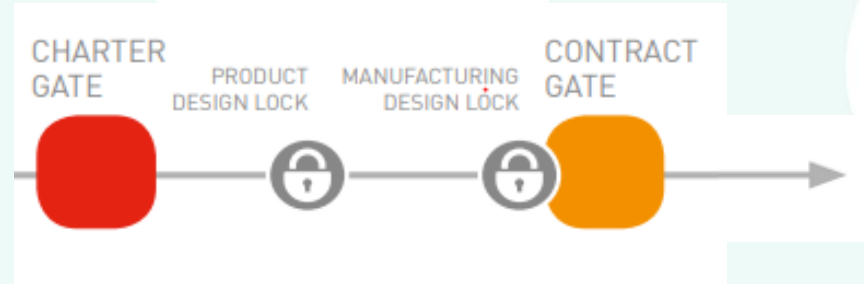 CHARTER
GATE
PRODUCT
DESIGN LOCK
MANUFACTURING
DESIGN LOCK
CONTRACT
GATE